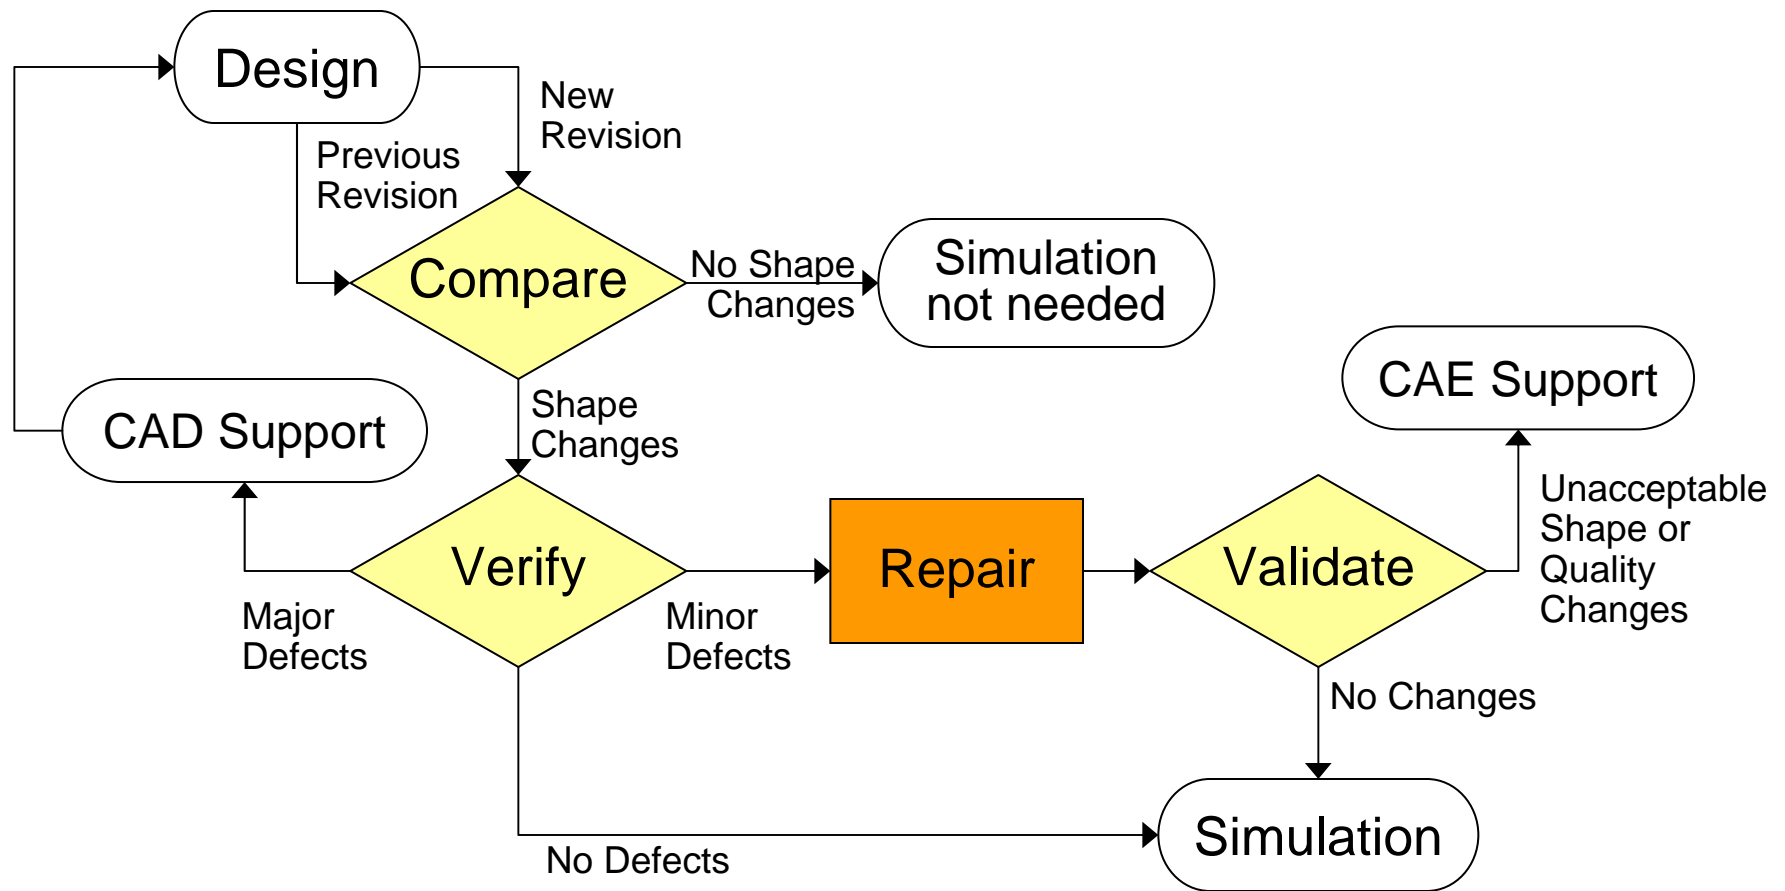 Design
New
Revision
Previous
Revision
Compare
No Shape
Changes
Simulation
not needed
CAE Support
CAD Support
Shape
Changes
Unacceptable
Shape or
Quality
Changes
Verify
Repair
Validate
Major
Defects
Minor
Defects
No Changes
Simulation
No Defects